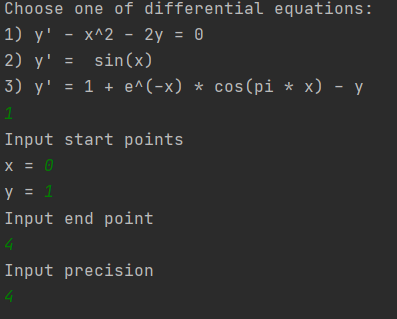 Choose one of differential equations:
1) y' - x^2 - 2y = 0
2) y' =  sin(x)
3) y' = 1 + e^(-x) * cos(pi * x) - y
1
Input start points
x = 0
y = 1
Input end point
4
Input precision
4